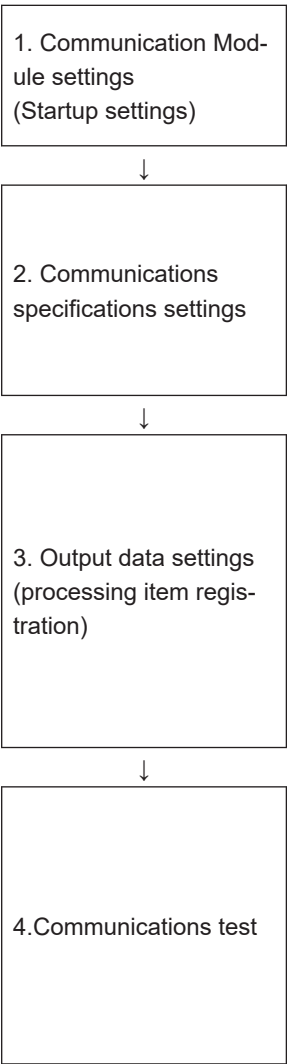 1. Communication Mod-
ule settings
(Startup settings)
↓
2. Communications
specifications settings
↓
3. Output data settings
(processing item regis-
tration)
↓
4.Communications test